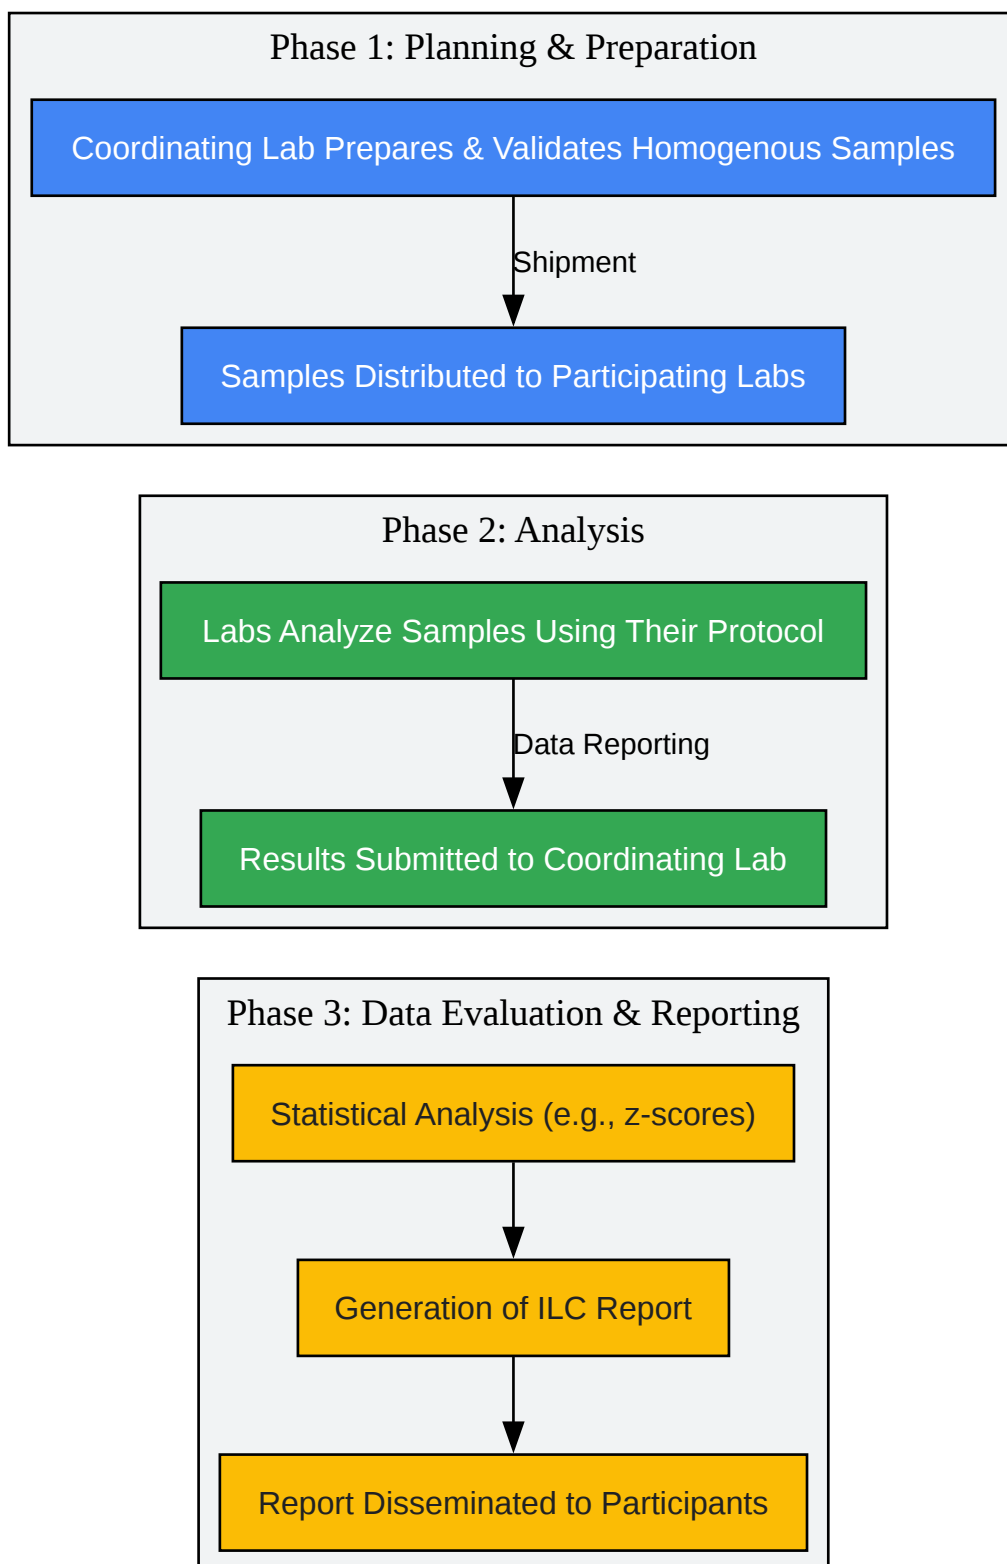 Phase 1: Planning & Preparation
Coordinating Lab Prepares & Validates Homogenous Samples
Shipment
Samples Distributed to Participating Labs
Phase 2: Analysis
Labs Analyze Samples Using Their Protocol
Data Reporting
Results Submitted to Coordinating Lab
Phase 3: Data Evaluation & Reporting
Statistical Analysis (e.g., z-scores)
Generation of ILC Report
Report Disseminated to Participants